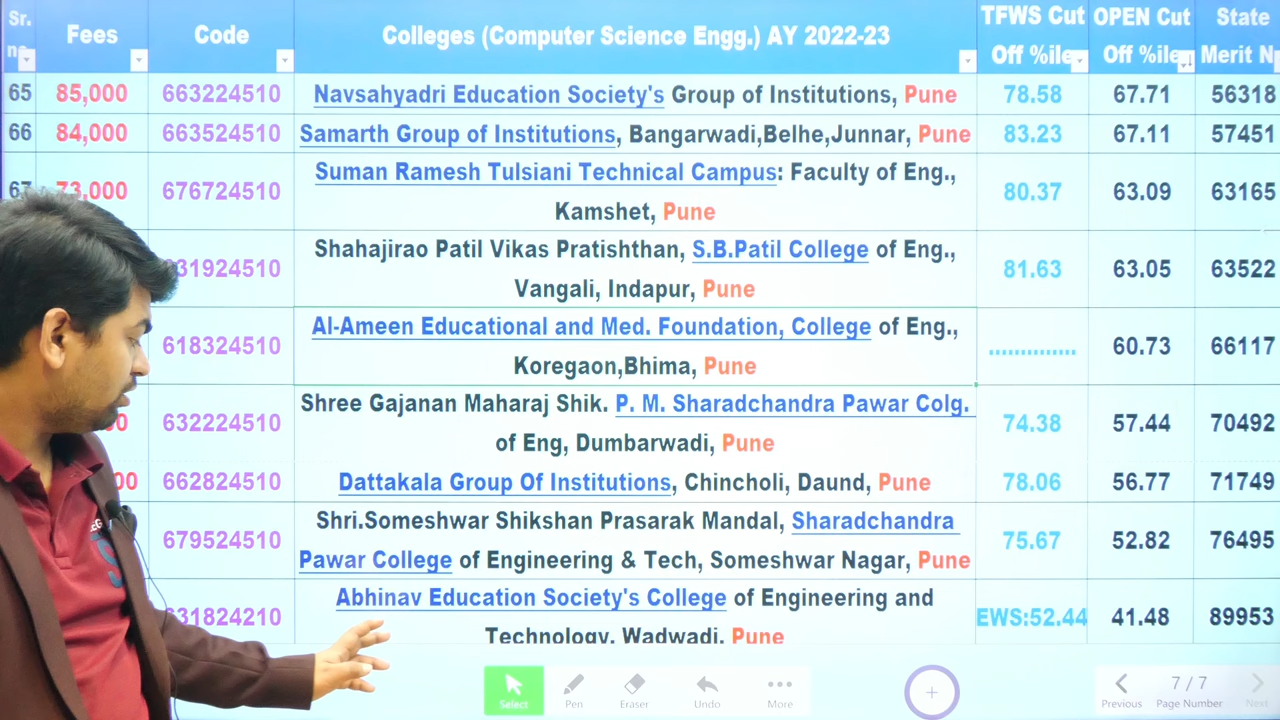 Sr. Fees Code Colleges (Computer Science Engg.) AY 2022-23 TFWS Cut Off %ile OPEN Cut Off %ile State Merit N
65 85,000 663224510 Navsahyadri Education Society's Group of Institutions, Pune 78.58 67.71 56318
66 84,000 663524510 Samarth Group of Institutions, Bangarwadi,Belhe,Junnar, Pune 83.23 67.11 57451
67 73,000 676724510 Suman Ramesh Tulsiani Technical Campus: Faculty of Eng.,
Kamshet, Pune 80.37 63.09 63165
31924510 Shahajirao Patil Vikas Pratishthan, S.B.Patil College of Eng.,
Vangali, Indapur, Pune 81.63 63.05 63522
618324510 Al-Ameen Educational and Med. Foundation, College of Eng.,
Koregaon,Bhima, Pune .............. 60.73 66117
632224510 Shree Gajanan Maharaj Shik. P. M. Sharadchandra Pawar Colg.
of Eng, Dumbarwadi, Pune 74.38 57.44 70492
00 662824510 Dattakala Group Of Institutions, Chincholi, Daund, Pune 78.06 56.77 71749
679524510 Shri.Someshwar Shikshan Prasarak Mandal, Sharadchandra
Pawar College of Engineering & Tech, Someshwar Nagar, Pune 75.67 52.82 76495
31824210 Abhinav Education Society's College of Engineering and
Technology, Wadwadi, Pune EWS:52.44 41.48 89953
Select Pen Eraser Undo More Previous 7 / 7 Page Number Next